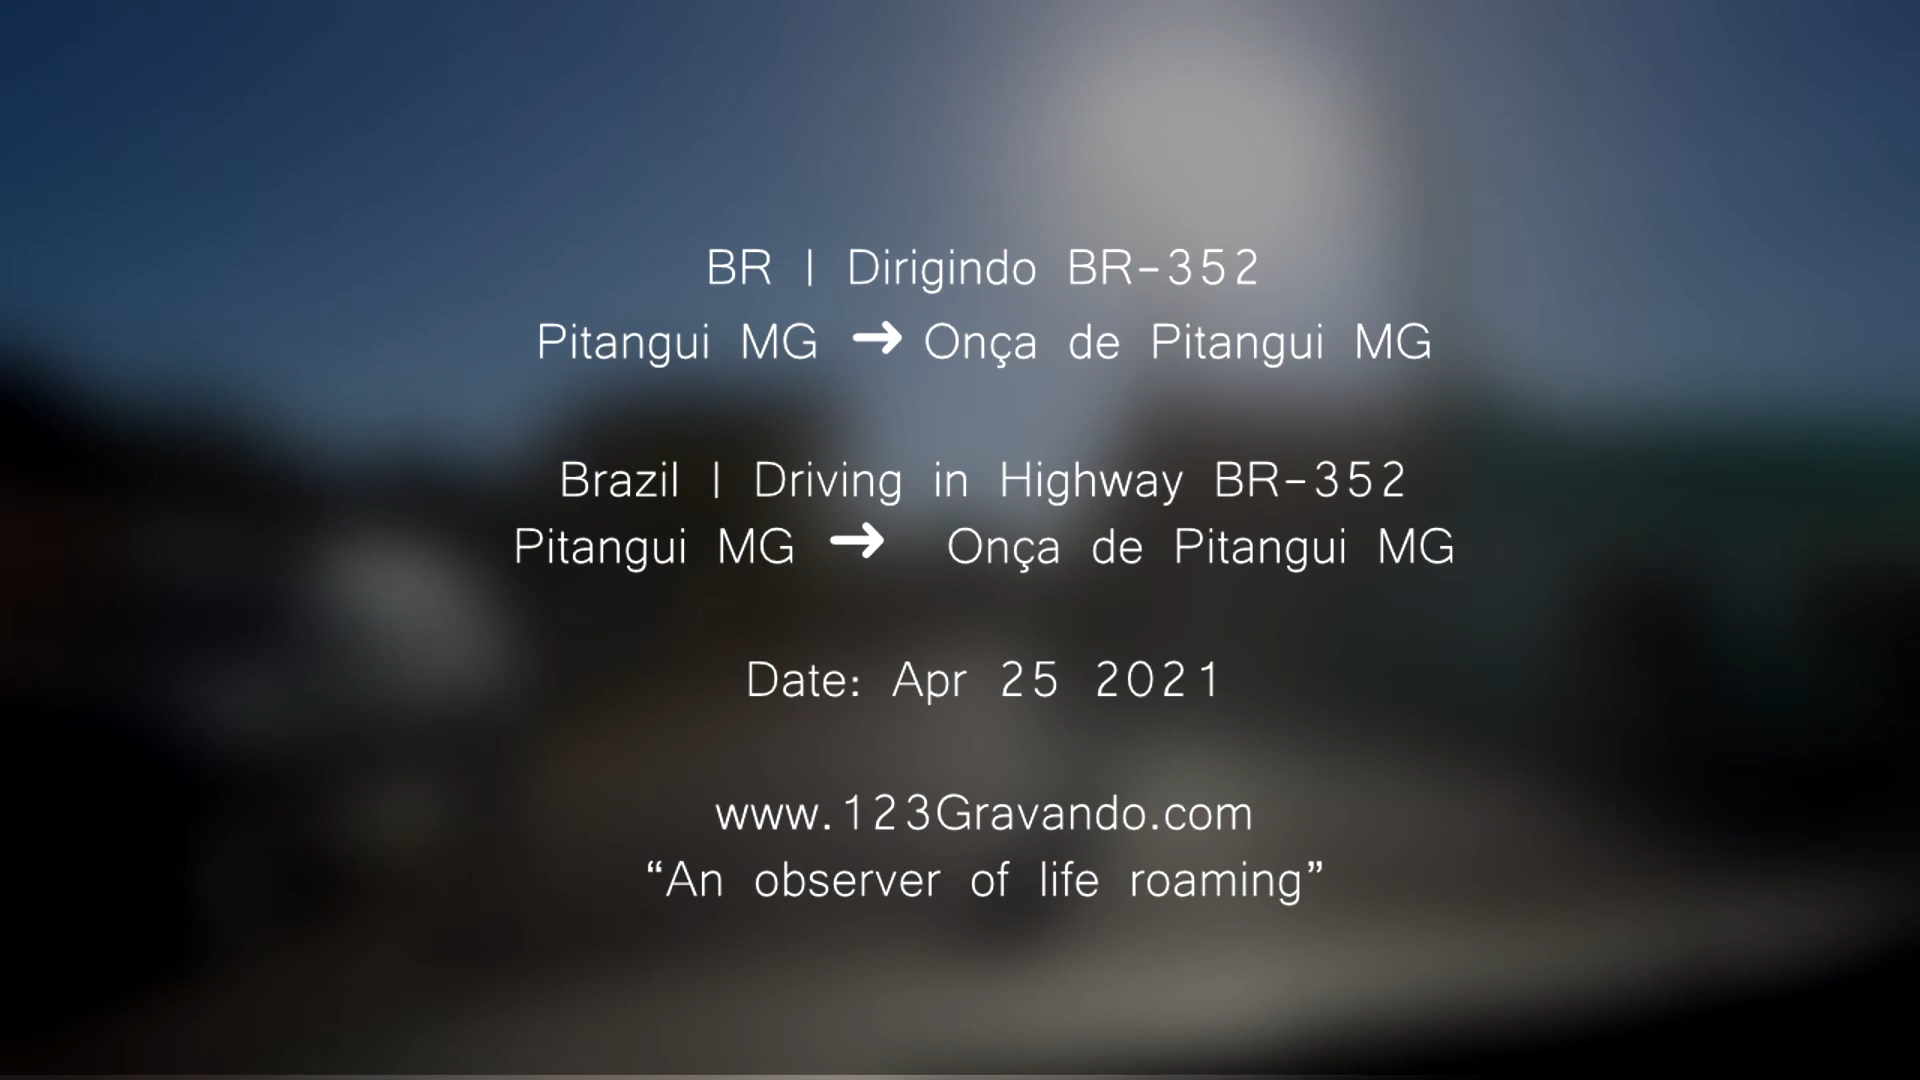 BR | Dirigindo BR-352
Pitangui MG → Onça de Pitangui MG
Brazil | Driving in Highway BR-352
Pitangui MG → Onça de Pitangui MG
Date: Apr 25 2021
www.123Gravando.com
“An observer of life roaming”